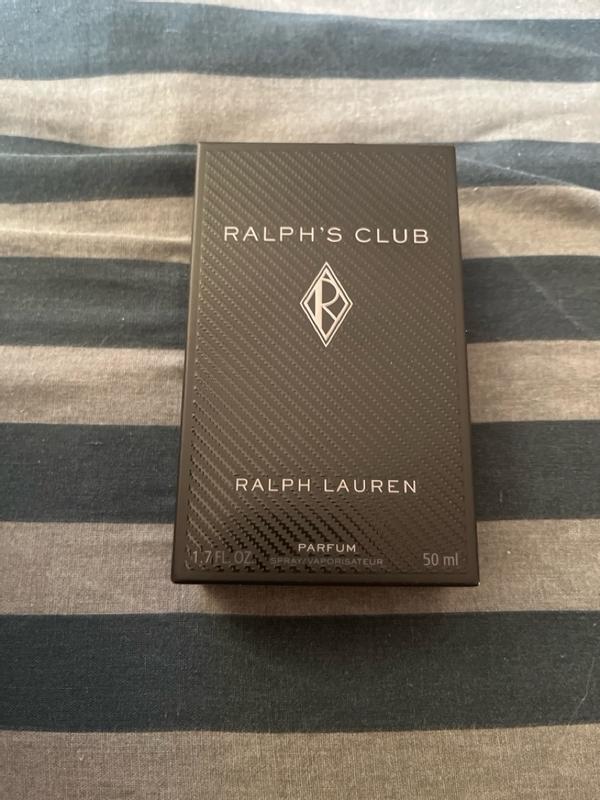 RALPH'S CLUB
R
RALPH LAUREN
PARFUM
1.7 FL. OZ. SPRAY/VAPORISATEUR 50 ml